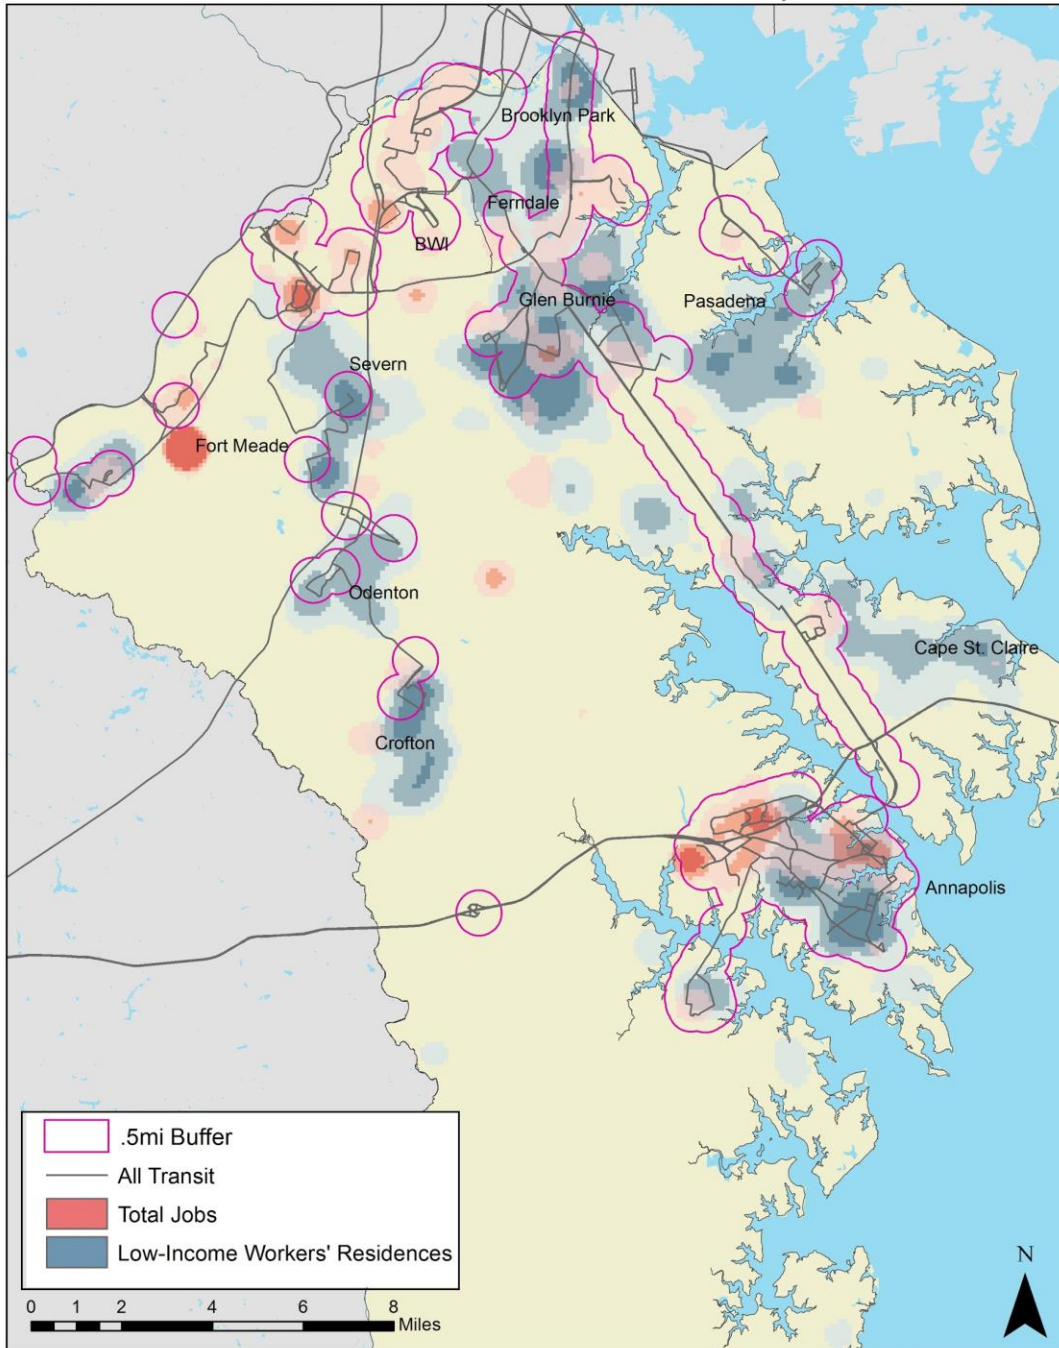 Brooklyn Park
Ferndale
BWI
Glen Burnie
Pasadena
Severn
Fort Meade
Odenton
Cape St. Claire
Crofton
Annapolis
.5mi Buffer
All Transit
Total Jobs
Low-Income Workers' Residences
N
0 1 2 4 6 8
Miles